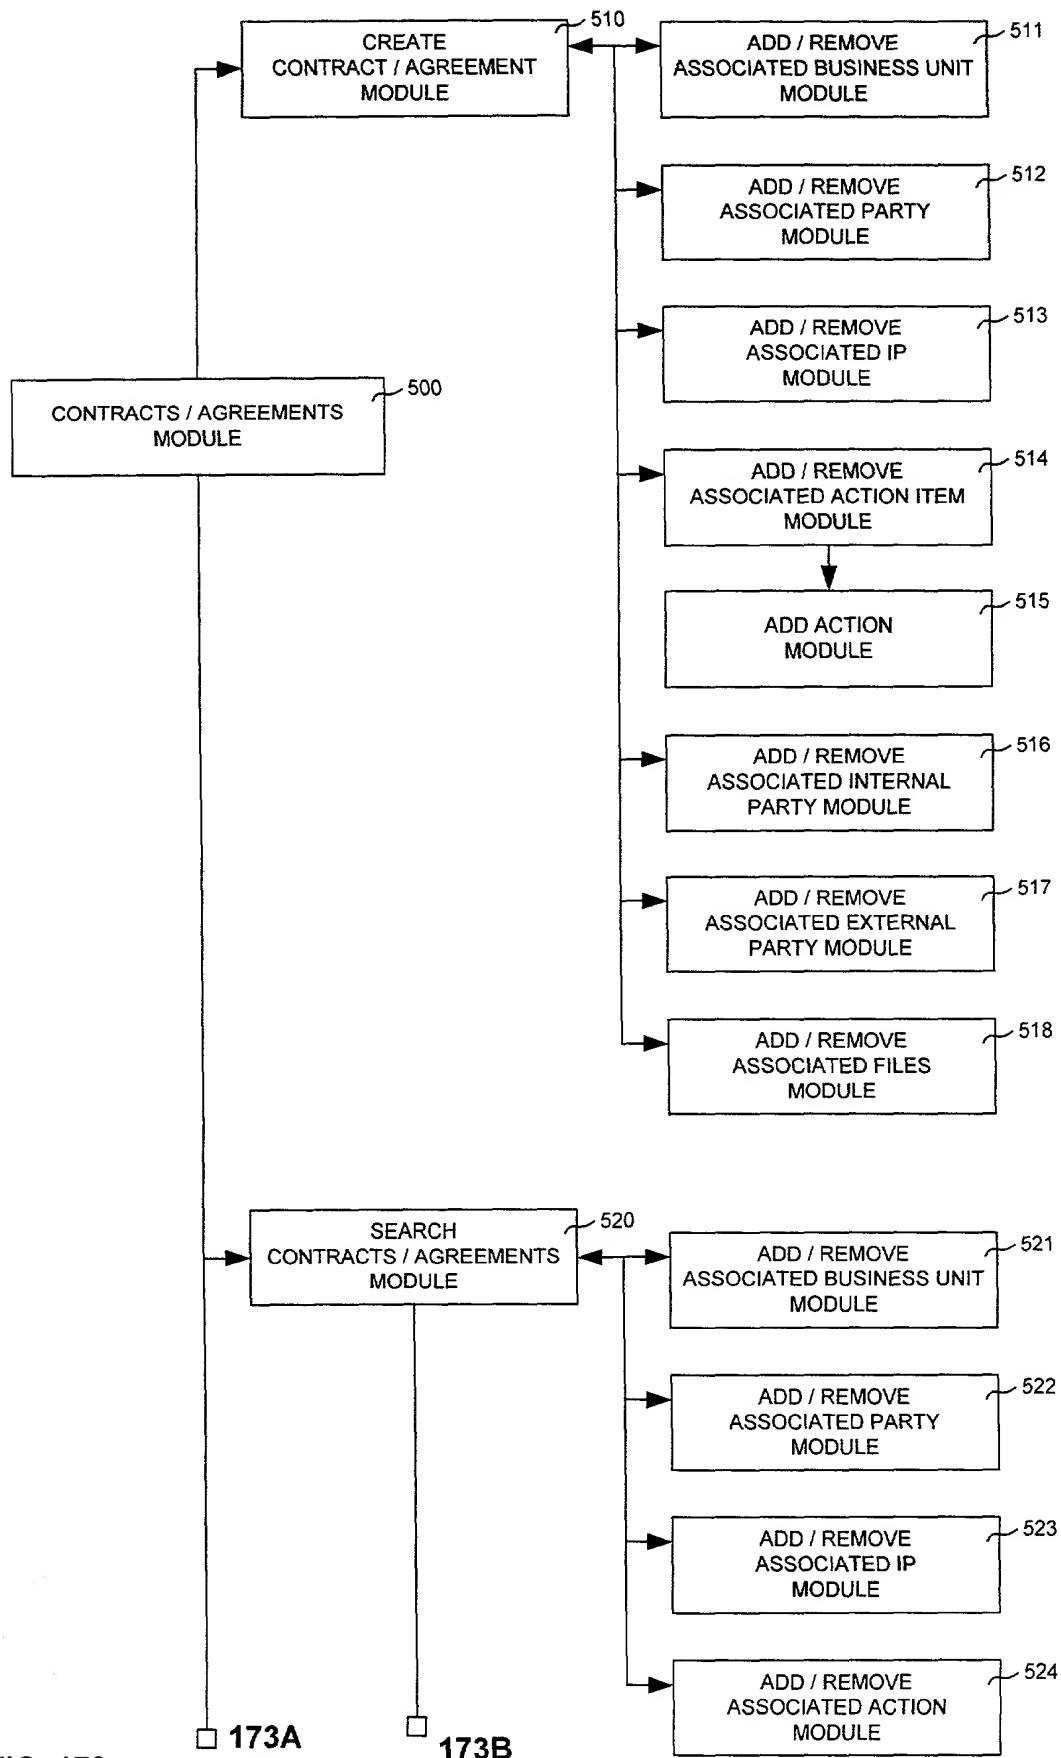 510
CREATE
CONTRACT / AGREEMENT
MODULE
511
ADD / REMOVE
ASSOCIATED BUSINESS UNIT
MODULE
512
ADD / REMOVE
ASSOCIATED PARTY
MODULE
513
ADD / REMOVE
ASSOCIATED IP
MODULE
500
CONTRACTS / AGREEMENTS
MODULE
514
ADD / REMOVE
ASSOCIATED ACTION ITEM
MODULE
515
ADD ACTION
MODULE
516
ADD / REMOVE
ASSOCIATED INTERNAL
PARTY MODULE
517
ADD / REMOVE
ASSOCIATED EXTERNAL
PARTY MODULE
518
ADD / REMOVE
ASSOCIATED FILES
MODULE
520
SEARCH
CONTRACTS / AGREEMENTS
MODULE
521
ADD / REMOVE
ASSOCIATED BUSINESS UNIT
MODULE
522
ADD / REMOVE
ASSOCIATED PARTY
MODULE
523
ADD / REMOVE
ASSOCIATED IP
MODULE
524
ADD / REMOVE
ASSOCIATED ACTION
MODULE
173A
173B